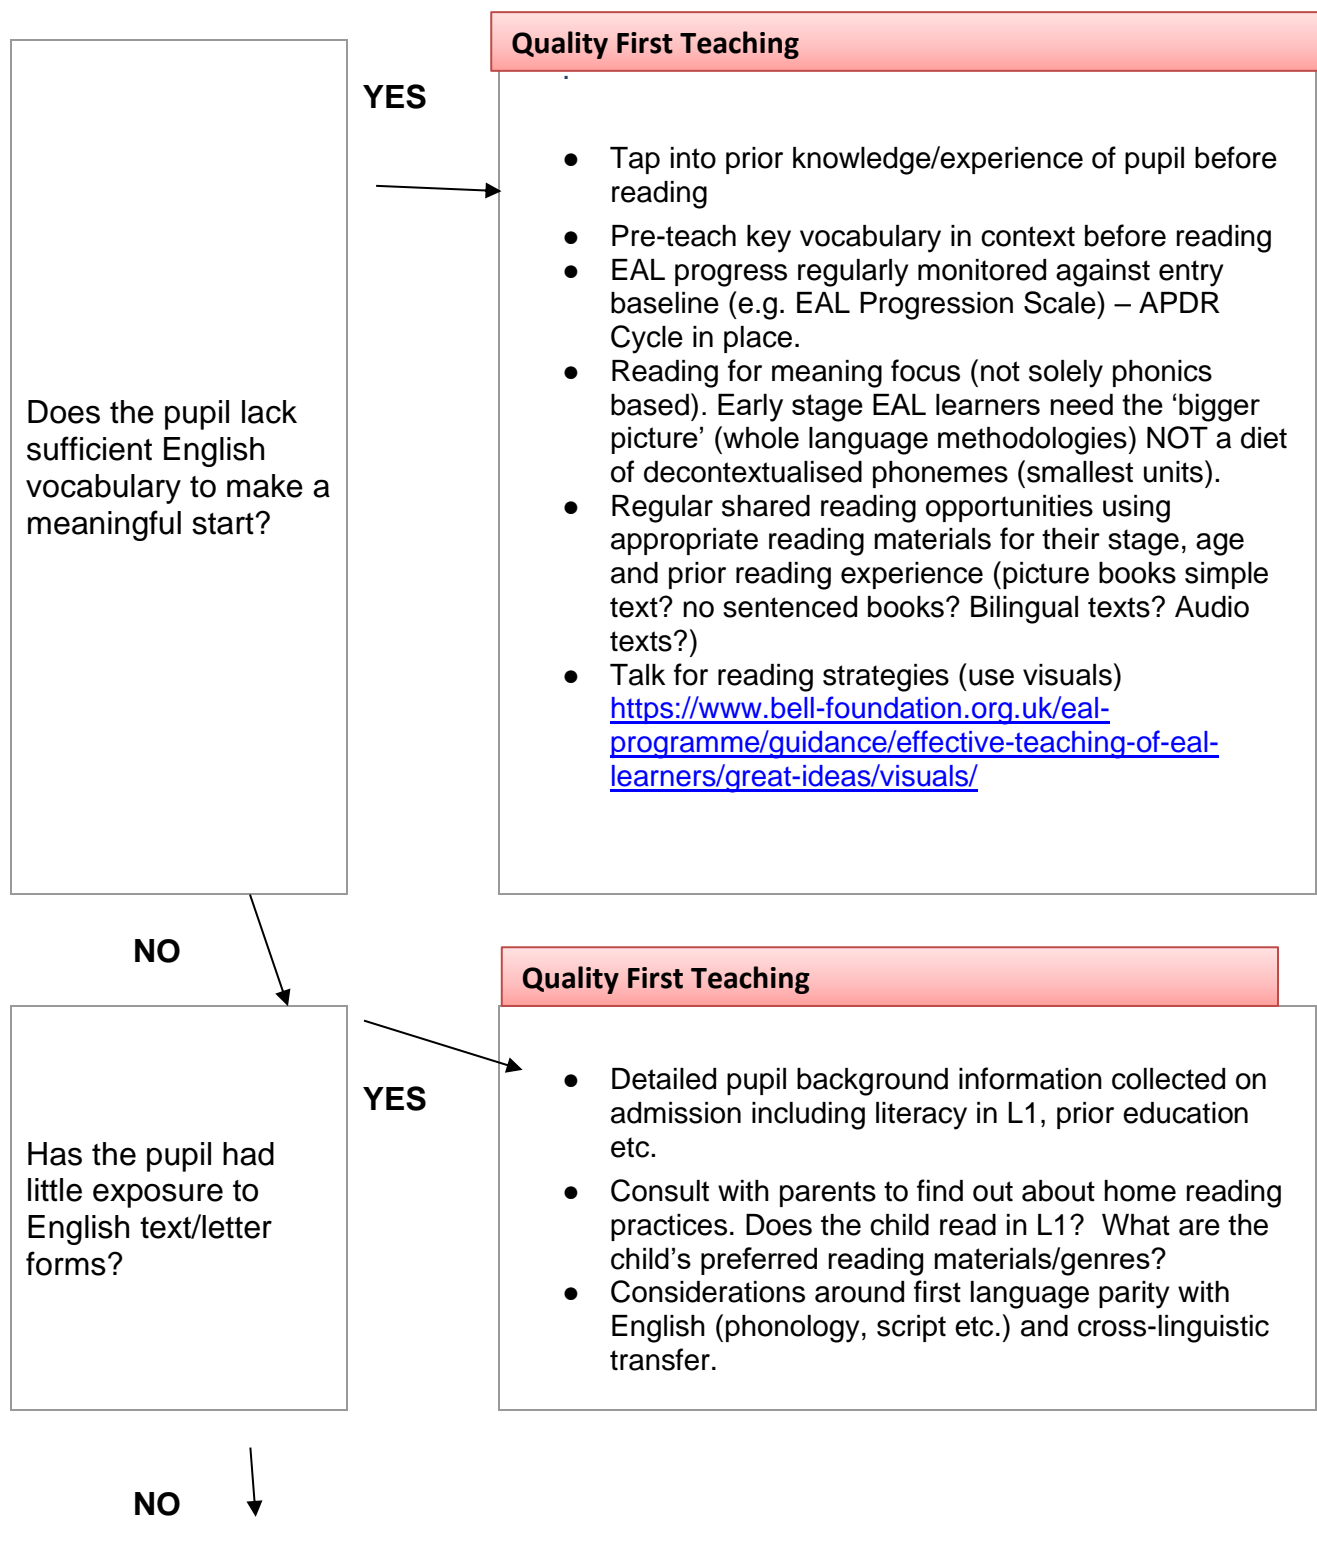 Quality First Teaching
YES
● Tap into prior knowledge/experience of pupil before
reading
● Pre-teach key vocabulary in context before reading
● EAL progress regularly monitored against entry
baseline (e.g. EAL Progression Scale) – APDR
Cycle in place.
● Reading for meaning focus (not solely phonics
based). Early stage EAL learners need the ‘bigger
picture’ (whole language methodologies) NOT a diet
of decontextualised phonemes (smallest units).
● Regular shared reading opportunities using
appropriate reading materials for their stage, age
and prior reading experience (picture books simple
text? no sentenced books? Bilingual texts? Audio
texts?)
● Talk for reading strategies (use visuals)
https://www.bell-foundation.org.uk/eal-
programme/guidance/effective-teaching-of-eal-
learners/great-ideas/visuals/
Does the pupil lack
sufficient English
vocabulary to make a
meaningful start?
NO
Quality First Teaching
YES
● Detailed pupil background information collected on
admission including literacy in L1, prior education
etc.
● Consult with parents to find out about home reading
practices. Does the child read in L1?  What are the
child’s preferred reading materials/genres?
● Considerations around first language parity with
English (phonology, script etc.) and cross-linguistic
transfer.
Has the pupil had
little exposure to
English text/letter
forms?
NO